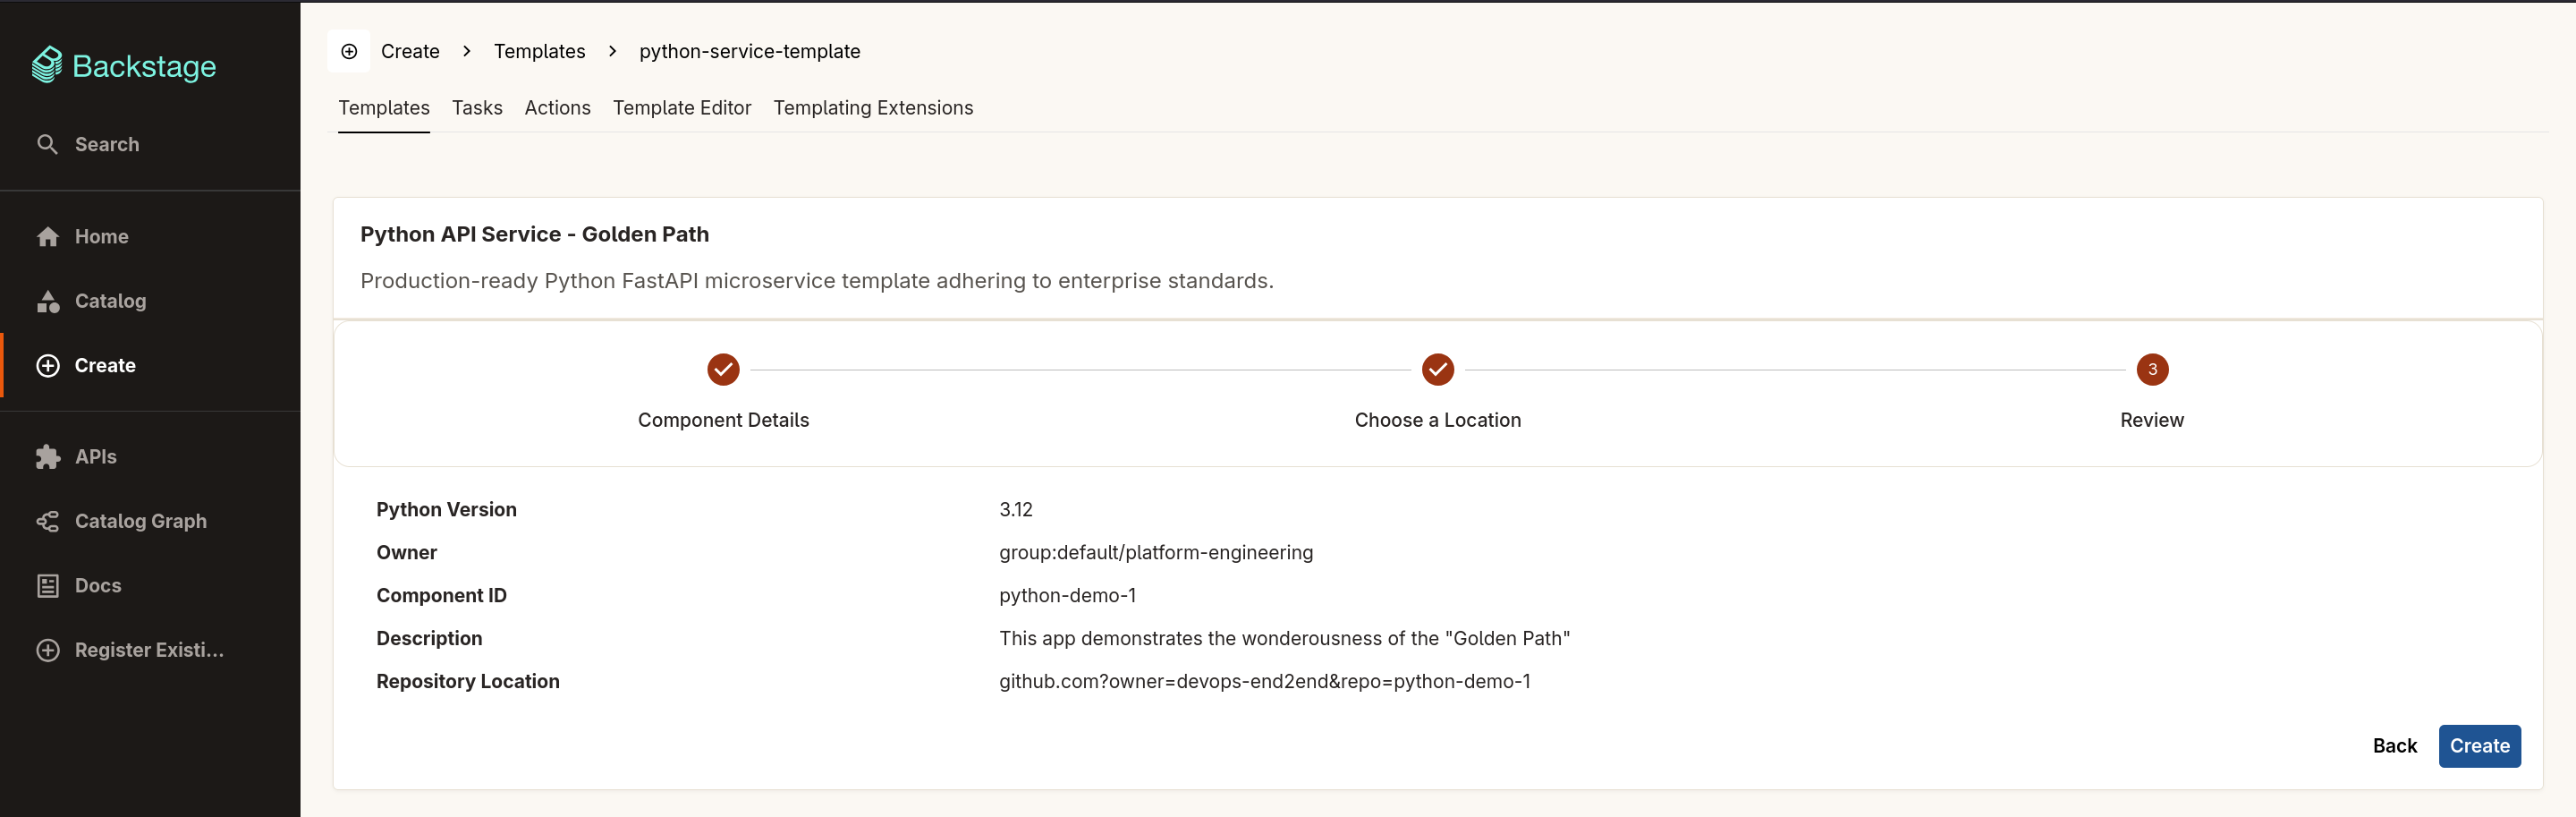 Backstage
Search
Home
Catalog
Create
APIs
Catalog Graph
Docs
Register Existi...
Create > Templates > python-service-template
Templates Tasks Actions Template Editor Templating Extensions
Python API Service - Golden Path
Production-ready Python FastAPI microservice template adhering to enterprise standards.
3
Component Details Choose a Location Review
Python Version 3.12
Owner group:default/platform-engineering
Component ID python-demo-1
Description This app demonstrates the wonderousness of the "Golden Path"
Repository Location github.com?owner=devops-end2end&repo=python-demo-1
Back Create